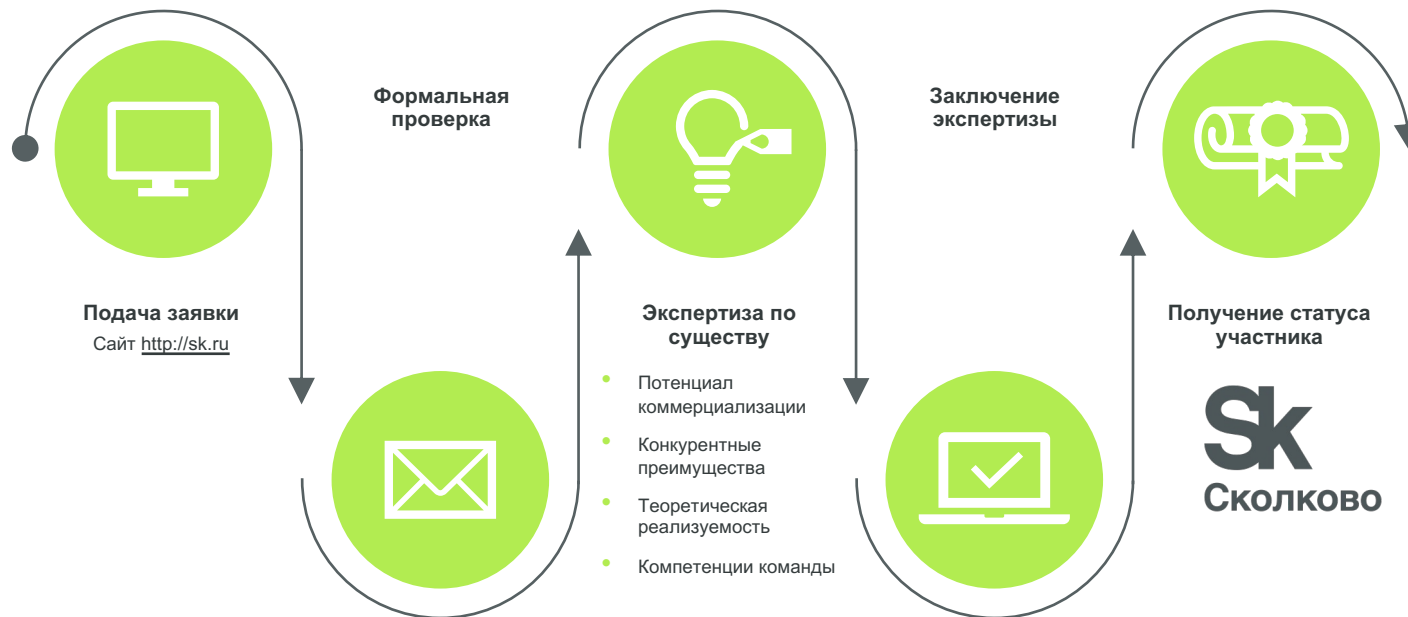 Подача заявки
Сайт http://sk.ru
Формальная
проверка
Экспертиза по
существу
• Потенциал
коммерциализации
• Конкурентные
преимущества
• Теоретическая
реализуемость
• Компетенции команды
Заключение
экспертизы
Получение статуса
участника
Sk
Сколково